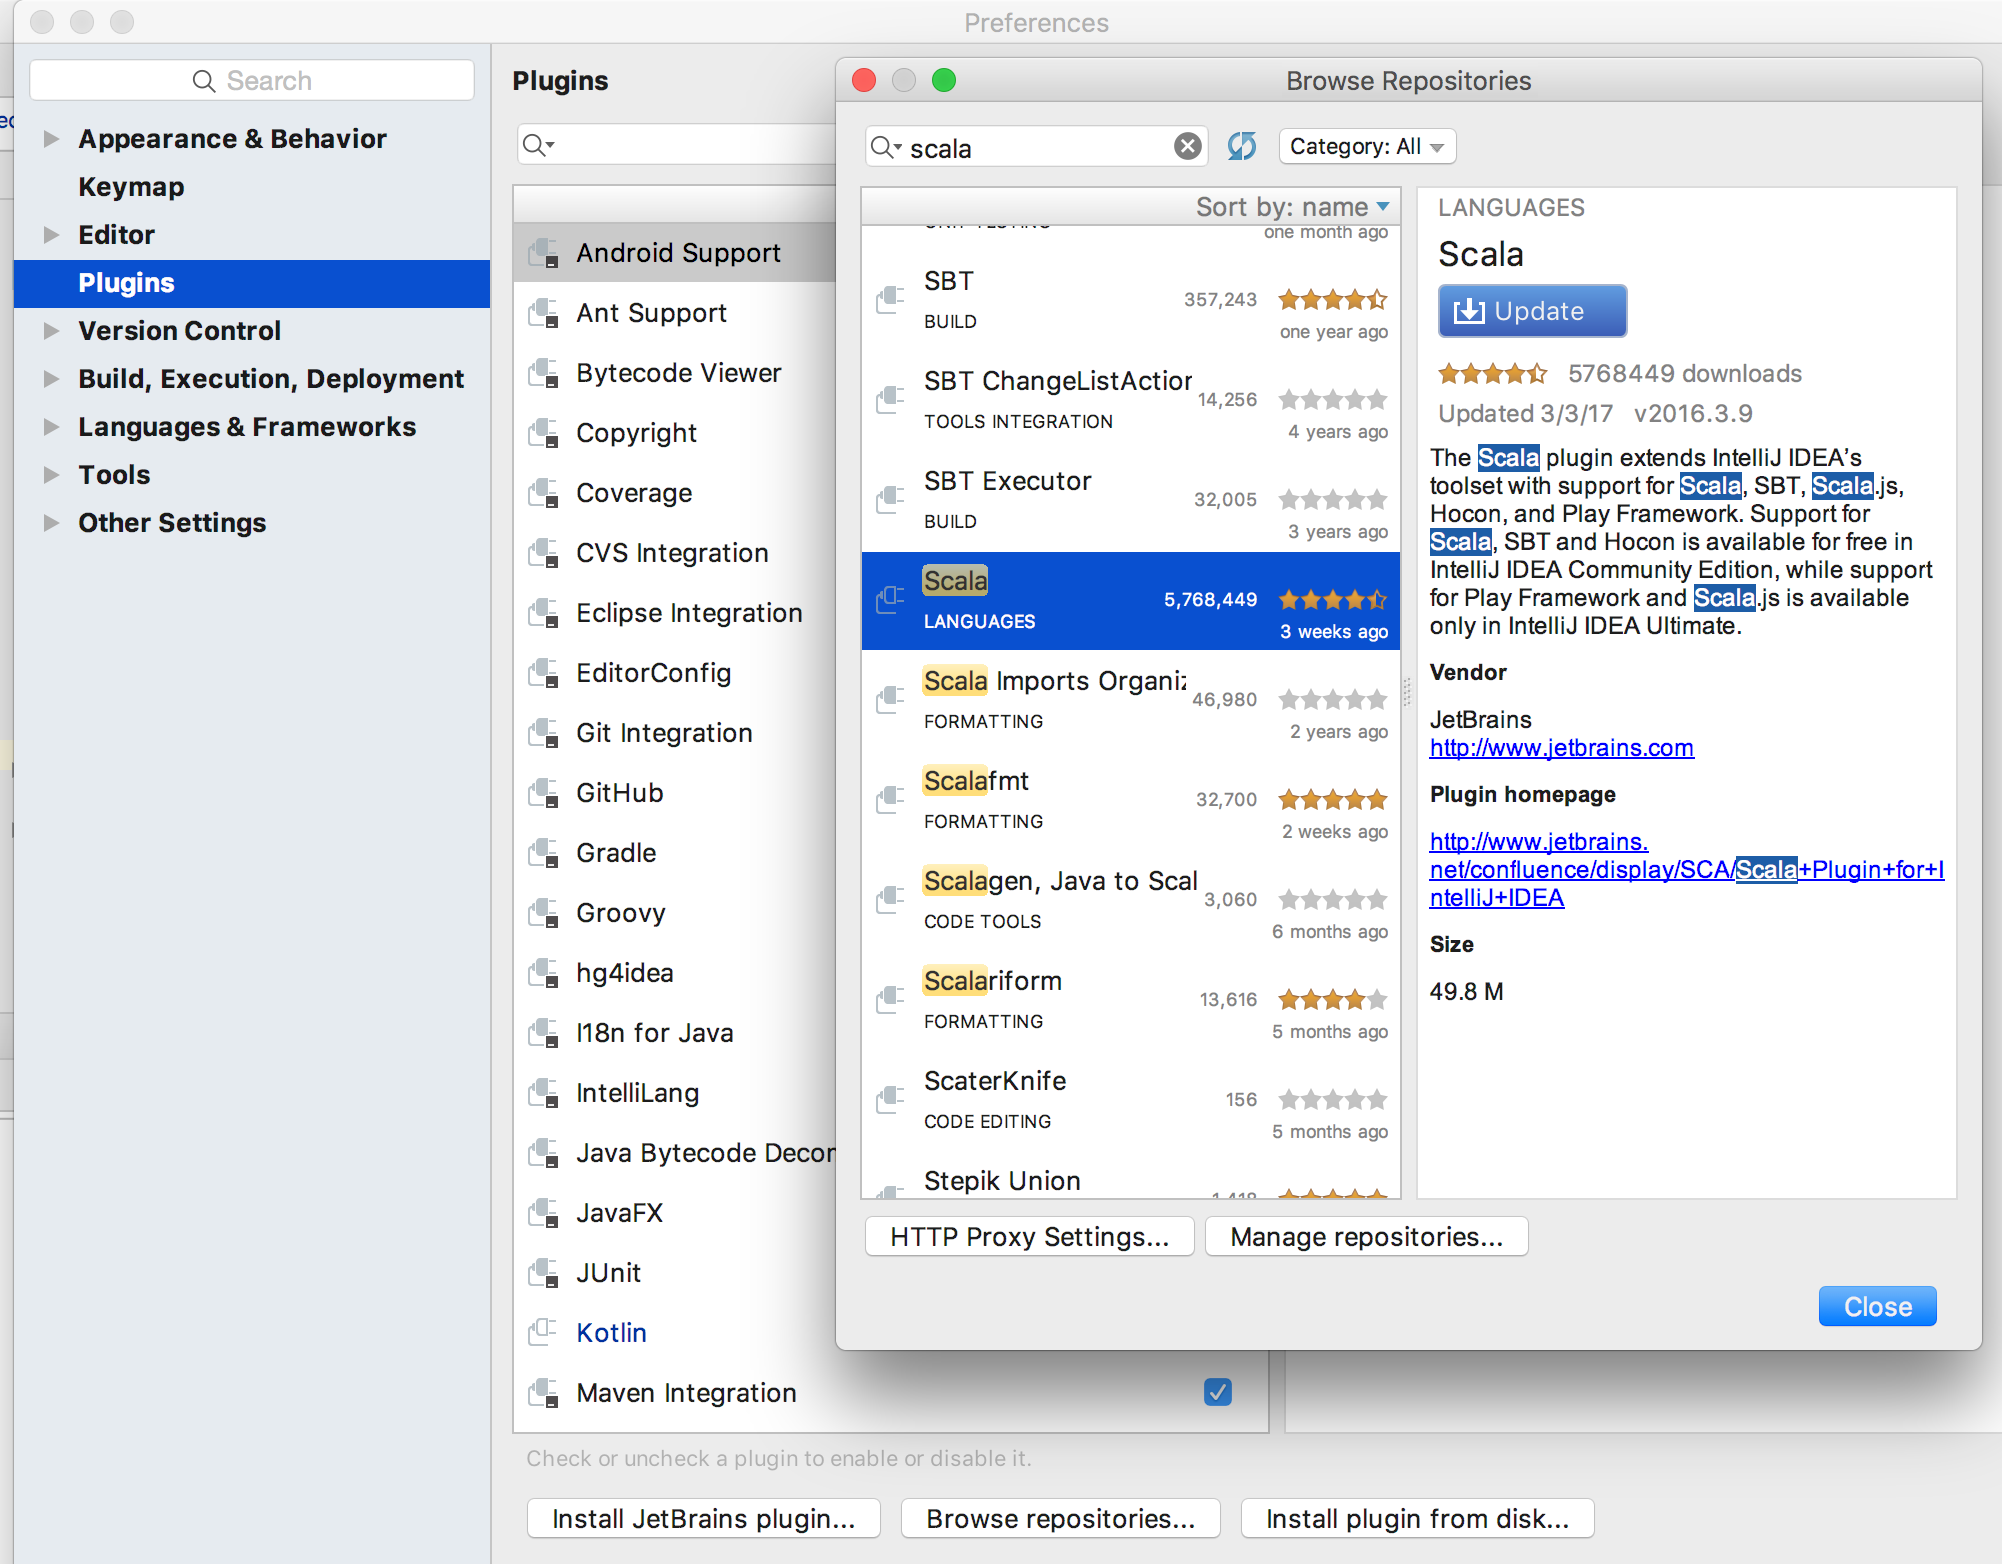 Preferences
Search
Appearance & Behavior
Keymap
Editor
Plugins
Version Control
Build, Execution, Deployment
Languages & Frameworks
Tools
Other Settings
Plugins
Android Support
Ant Support
Bytecode Viewer
Copyright
Coverage
CVS Integration
Eclipse Integration
EditorConfig
Git Integration
GitHub
Gradle
Groovy
hg4idea
I18n for Java
IntelliLang
Java Bytecode Decor
JavaFX
JUnit
Kotlin
Maven Integration
Check or uncheck a plugin to enable or disable it.
Install JetBrains plugin...
Browse repositories...
Install plugin from disk...
Browse Repositories
scala
Category: All
Sort by: name
UNIT TESTING
one month ago
SBT
357,243
BUILD
one year ago
SBT ChangeListAction
14,256
TOOLS INTEGRATION
4 years ago
SBT Executor
32,005
BUILD
3 years ago
Scala
5,768,449
LANGUAGES
3 weeks ago
Scala Imports Organiz
46,980
FORMATTING
2 years ago
Scalafmt
32,700
FORMATTING
2 weeks ago
Scalagen, Java to Scal
3,060
CODE TOOLS
6 months ago
Scalariform
13,616
FORMATTING
5 months ago
ScaterKnife
156
CODE EDITING
5 months ago
Stepik Union
1,418
LANGUAGES
Scala
Update
5768449 downloads
Updated 3/3/17 v2016.3.9
The Scala plugin extends IntelliJ IDEA's
toolset with support for Scala, SBT, Scala.js,
Hocon, and Play Framework. Support for
Scala, SBT and Hocon is available for free in
IntelliJ IDEA Community Edition, while support
for Play Framework and Scala.js is available
only in IntelliJ IDEA Ultimate.
Vendor
JetBrains
http://www.jetbrains.com
Plugin homepage
http://www.jetbrains.
net/confluence/display/SCA/Scala+Plugin+for+I
ntelliJ+IDEA
Size
49.8 M
HTTP Proxy Settings...
Manage repositories...
Close